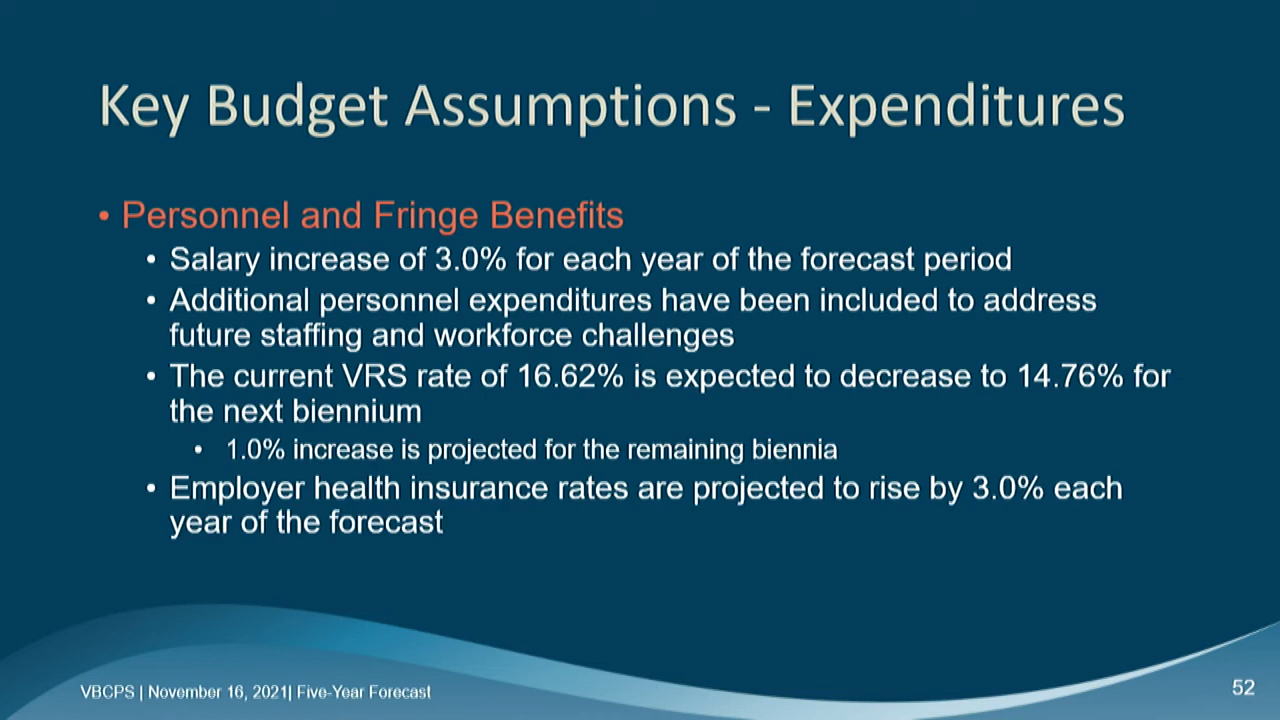 Key Budget Assumptions - Expenditures
• Personnel and Fringe Benefits
• Salary increase of 3.0% for each year of the forecast period
• Additional personnel expenditures have been included to address
future staffing and workforce challenges
• The current VRS rate of 16.62% is expected to decrease to 14.76% for
the next biennium
• 1.0% increase is projected for the remaining biennia
• Employer health insurance rates are projected to rise by 3.0% each
year of the forecast
VBCPS | November 16, 2021| Five-Year Forecast
52